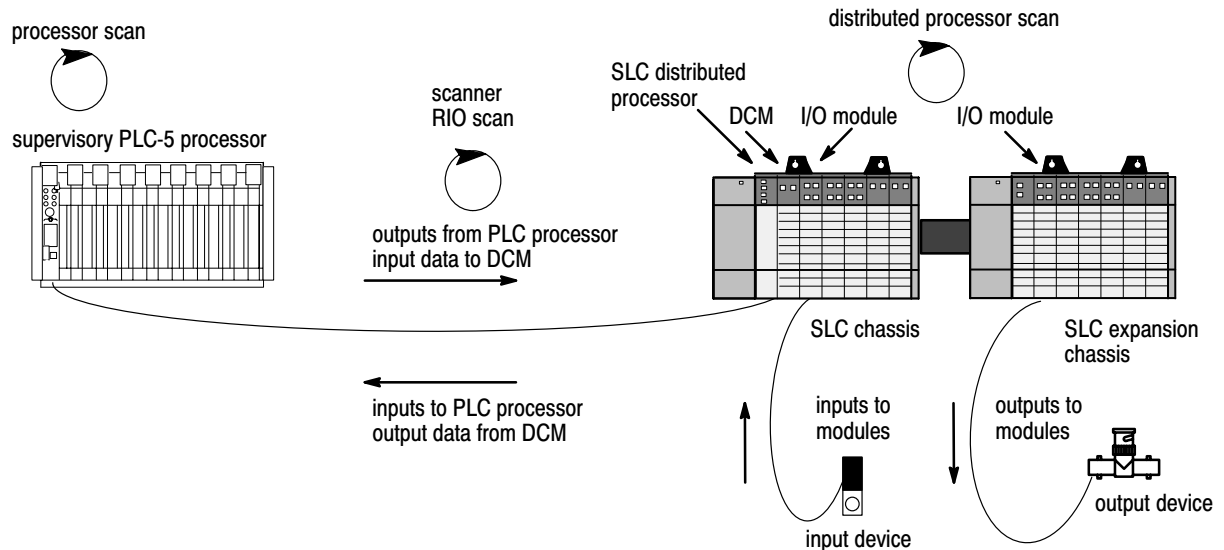 processor scan
supervisory PLC-5 processor
scanner
RIO scan
outputs from PLC processor
input data to DCM
inputs to PLC processor
output data from DCM
distributed processor scan
SLC distributed
processor
DCM
I/O module
I/O module
SLC chassis
SLC expansion
chassis
inputs to
modules
outputs to
modules
input device
output device